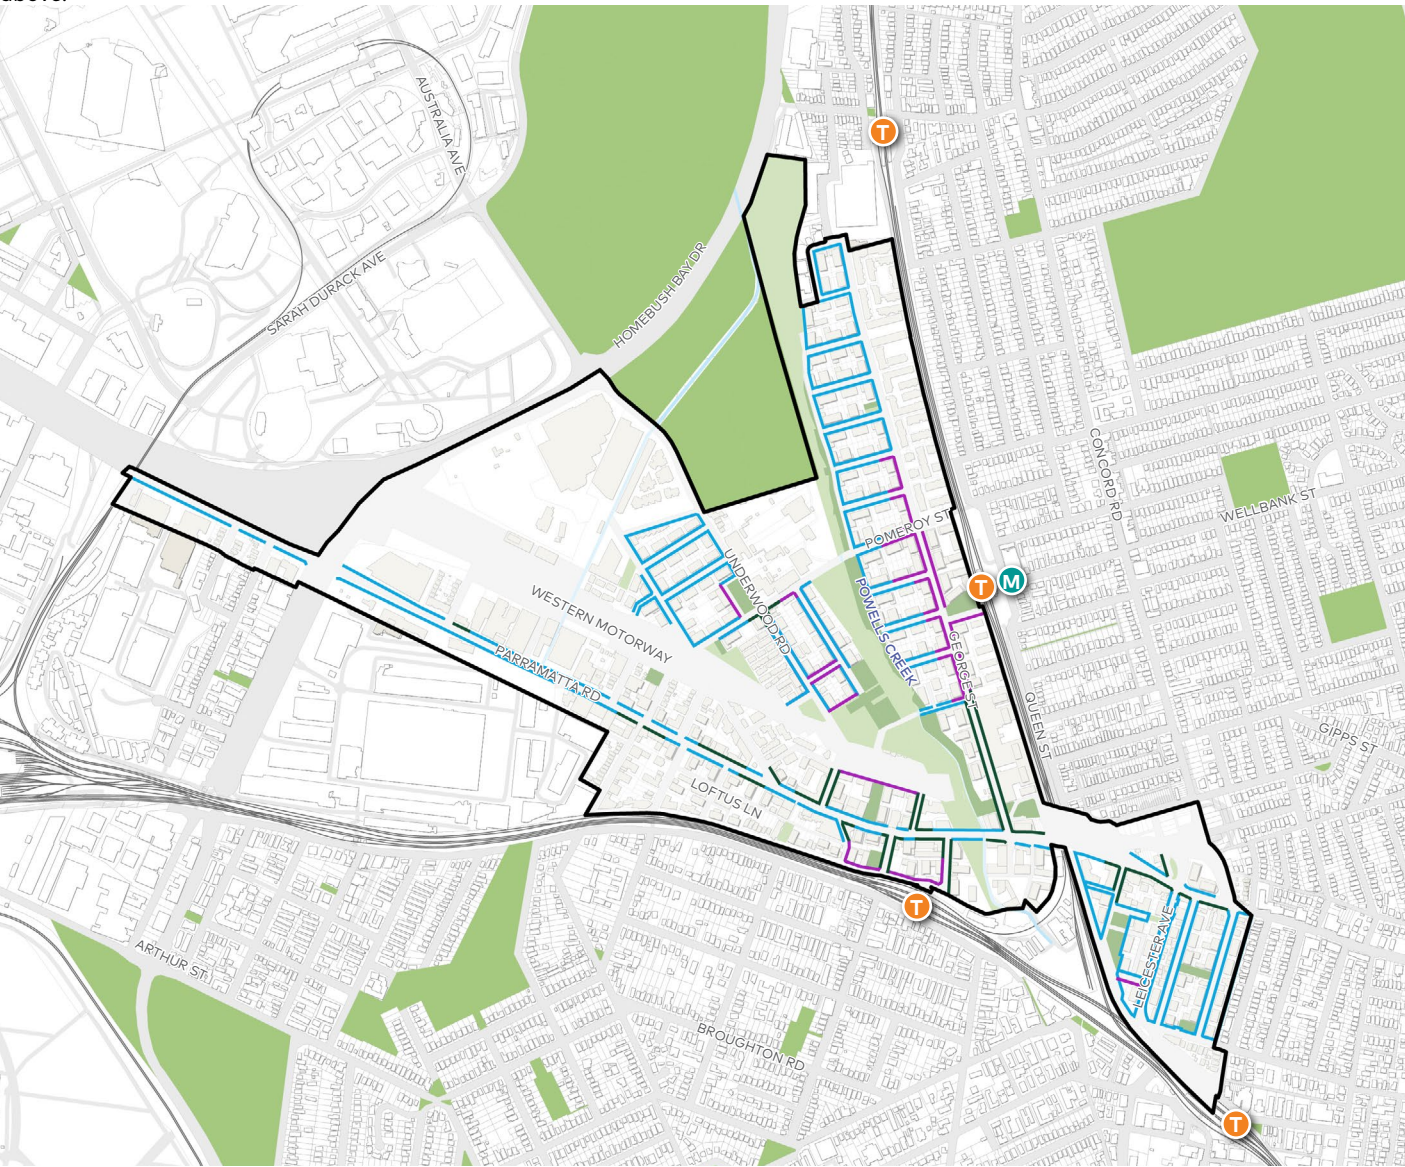 above.
T
AUSTRALIA AVE
HOMEBUSH BAY DR
SARAH DURACK AVE
CONCORD RD
WELLBANK ST
POMEROY ST
T
M
UNDERWOOD RD
POWELLS CREEK
WESTERN MOTORWAY
GEORGE ST
PARRAMATTA RD
QUEEN ST
GIPPS ST
LOFTUS LN
T
LEICESTER AVE
ARTHUR ST
BROUGHTON RD
T